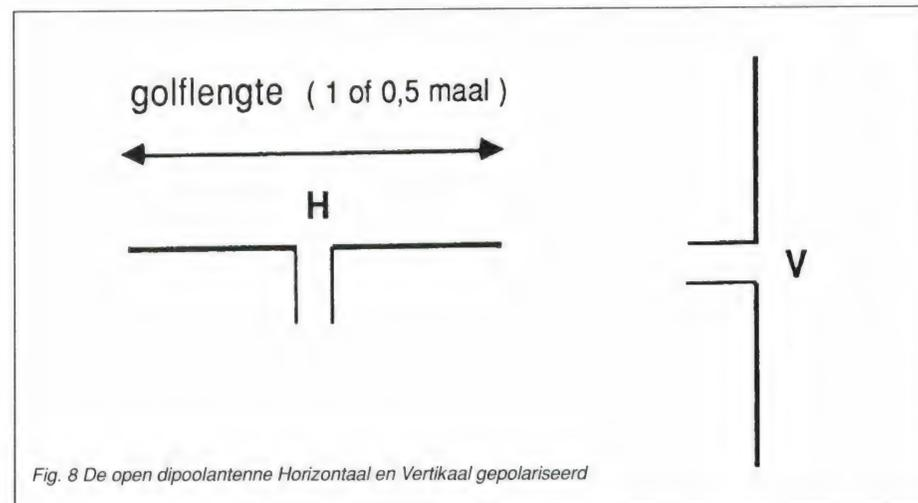 golflengte ( 1 of 0,5 maal )
H
V
Fig. 8 De open dipoolantenne Horizontaal en Vertikaal gepolariseerd